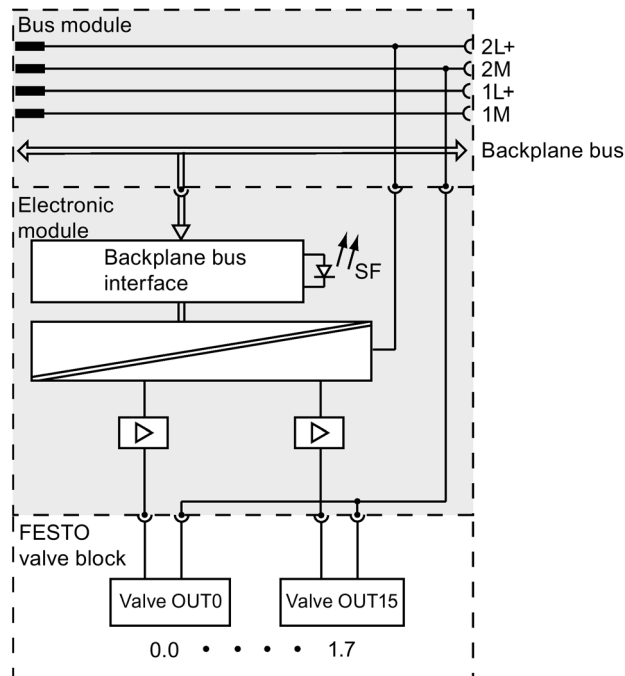 Bus module
2L+
2M
1L+
1M
Backplane bus
Electronic
module
Backplane bus
interface
SF
FESTO
valve block
Valve OUT0
Valve OUT15
0.0 • • • • 1.7